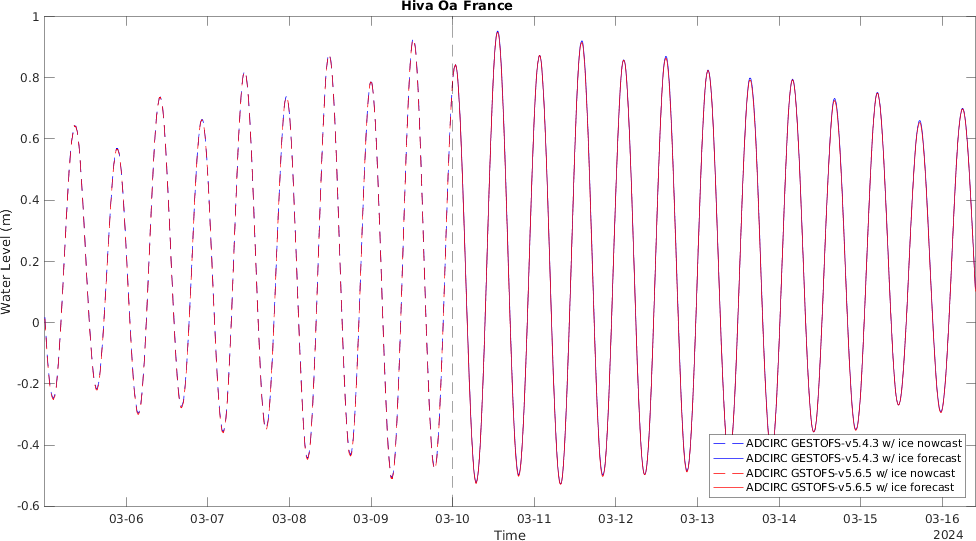 Hiva Oa France
1
0.8
0.6
0.4
0.2
0
-0.2
-0.4
-0.6
Water Level (m)
ADCIRC GESTOFS-v5.4.3 w/ ice nowcast
ADCIRC GESTOFS-v5.4.3 w/ ice forecast
ADCIRC GSTOFS-v5.6.5 w/ ice nowcast
ADCIRC GSTOFS-v5.6.5 w/ ice forecast
03-06 03-07 03-08 03-09 03-10 03-11 03-12 03-13 03-14 03-15 03-16
2024
Time